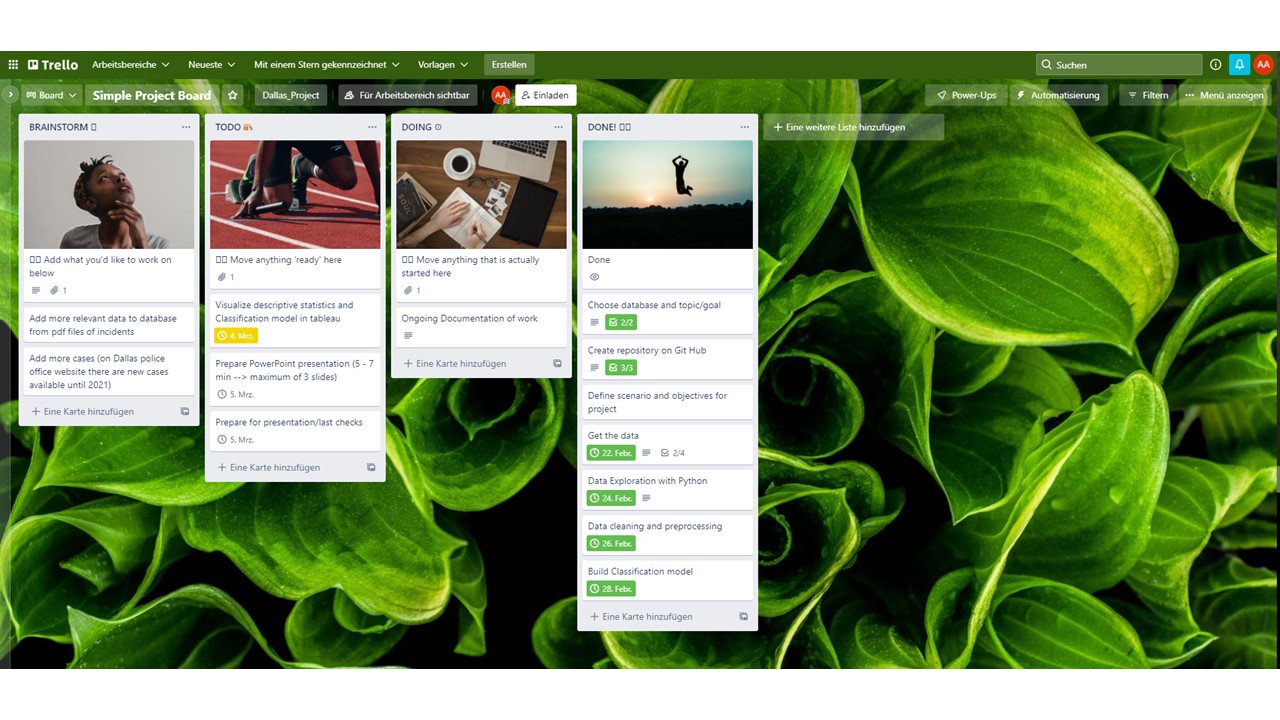 Trello Arbeitsbereiche Neueste Mit einem Stern gekennzeichnet Vorlagen Erstellen Suchen AA
Board Simple Project Board Dallas_Project Für Arbeitsbereich sichtbar AA Einladen Power-Ups Automatisierung Filtern Menü anzeigen
BRAINSTORM
Add what you'd like to work on
below
1
Add more relevant data to database
from pdf files of incidents
Add more cases (on Dallas police
office website there are new cases
available until 2021)
+ Eine Karte hinzufügen
TODO
Move anything 'ready' here
1
Visualize descriptive statistics and
Classification model in tableau
4. Mrz.
Prepare PowerPoint presentation (5 - 7
min --> maximum of 3 slides)
5. Mrz.
Prepare for presentation/last checks
5. Mrz.
+ Eine Karte hinzufügen
DOING
Move anything that is actually
started here
1
Ongoing Documentation of work
+ Eine Karte hinzufügen
DONE!
Done
Choose database and topic/goal
2/2
Create repository on Git Hub
3/3
Define scenario and objectives for
project
Get the data
22. Febr. 2/4
Data Exploration with Python
24. Febr.
Data cleaning and preprocessing
26. Febr.
Build Classification model
28. Febr.
+ Eine Karte hinzufügen
+ Eine weitere Liste hinzufügen